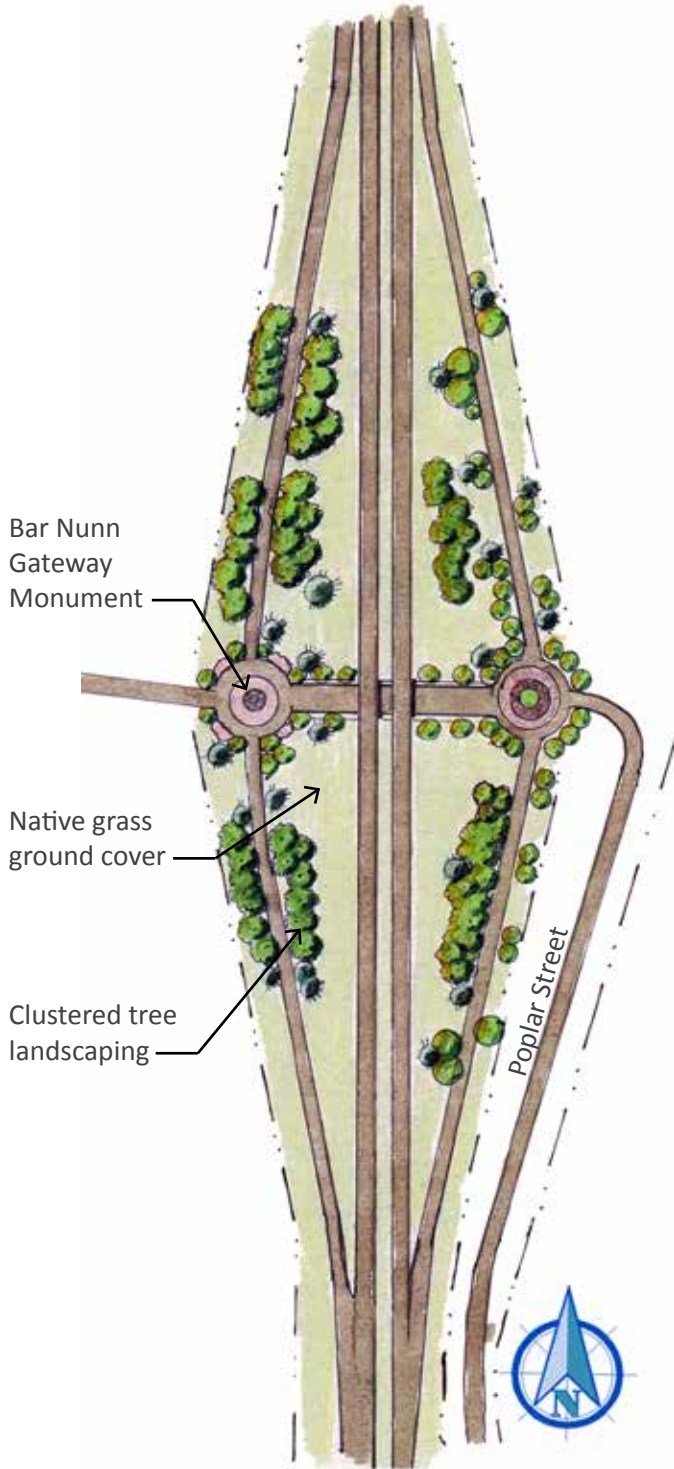 Bar Nunn
Gateway
Monument
Native grass
ground cover
Clustered tree
landscaping
Poplar Street
N